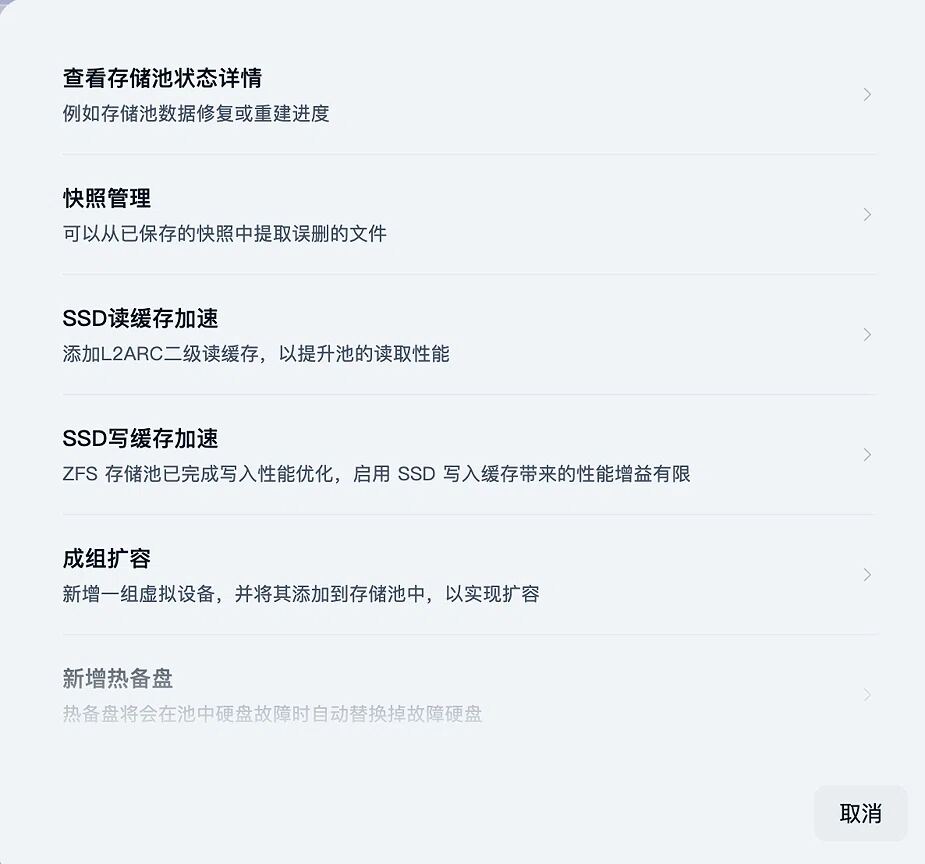 查看存储池状态详情
例如存储池数据修复或重建进度
快照管理
可以从已保存的快照中提取误删的文件
SSD读缓存加速
添加L2ARC二级读缓存，以提升池的读取性能
SSD写缓存加速
ZFS 存储池已完成写入性能优化，启用 SSD 写入缓存带来的性能增益有限
成组扩容
新增一组虚拟设备，并将其添加到存储池中，以实现扩容
新增热备盘
热备盘将会在池中硬盘故障时自动替换掉故障硬盘
取消